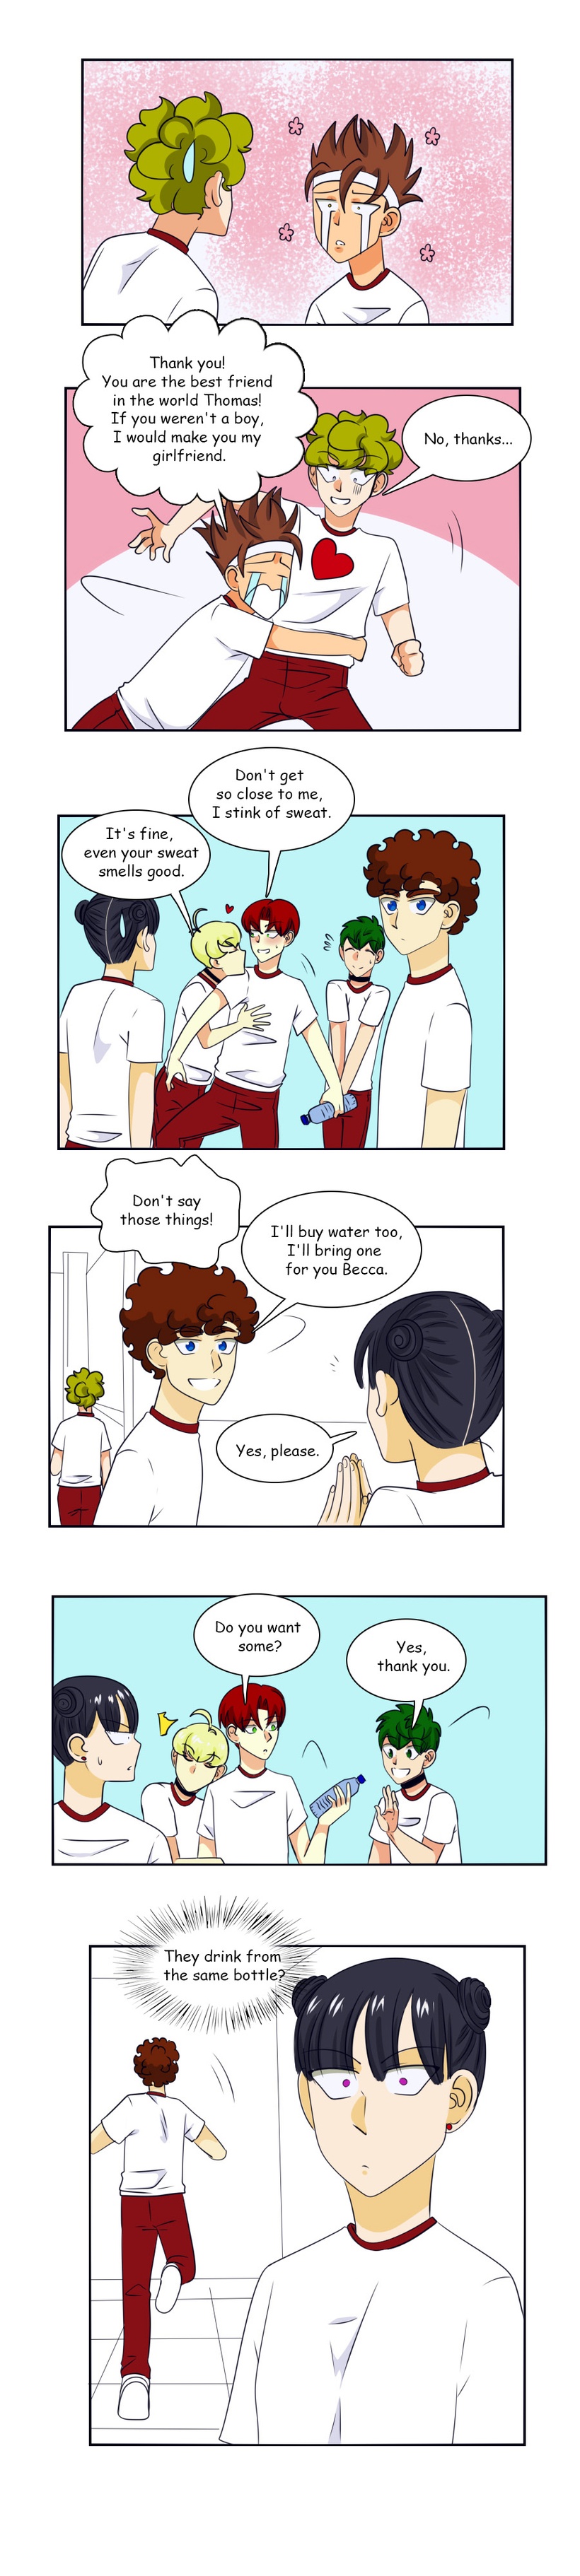 Thank you!
You are the best friend
in the world Thomas!
If you weren't a boy,
I would make you my
girlfriend.
No, thanks...
Don't get
so close to me,
I stink of sweat.
It's fine,
even your sweat
smells good.
Don't say
those things!
I'll buy water too,
I'll bring one
for you Becca.
Yes, please.
Do you want
some?
Yes,
thank you.
They drink from
the same bottle?